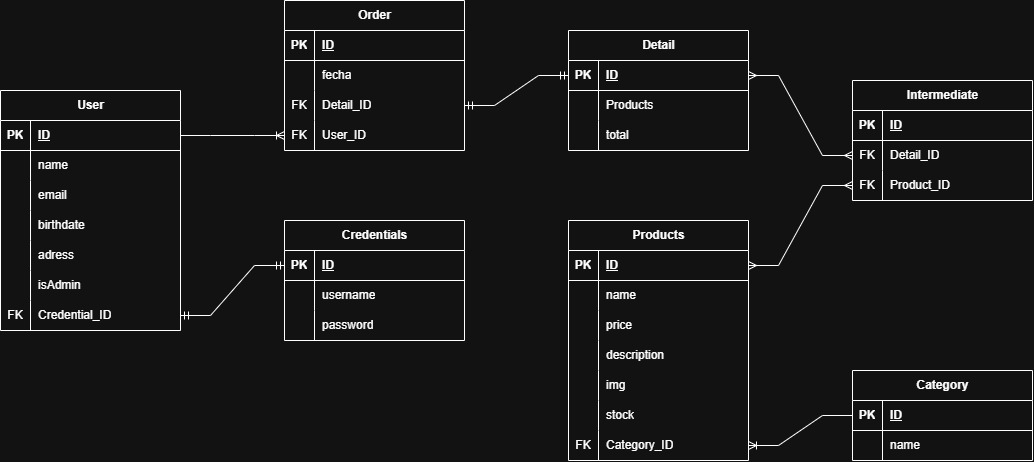 Order
PK ID
fecha
FK Detail_ID
FK User_ID
Detail
PK ID
Products
total
Intermediate
PK ID
FK Detail_ID
FK Product_ID
User
PK ID
name
email
birthdate
adress
isAdmin
FK Credential_ID
Credentials
PK ID
username
password
Products
PK ID
name
price
description
img
stock
FK Category_ID
Category
PK ID
name